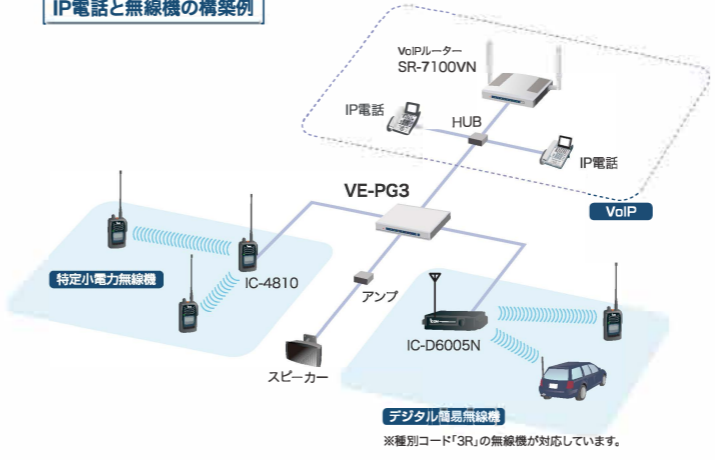 IP電話と無線機の構築例
VoIPルーター
SR-7100VN
IP電話
HUB
IP電話
VE-PG3
VoIP
特定小電力無線機
IC-4810
アンプ
IC-D6005N
スピーカー
デジタル簡易無線機
※種別コード「3R」の無線機が対応しています。